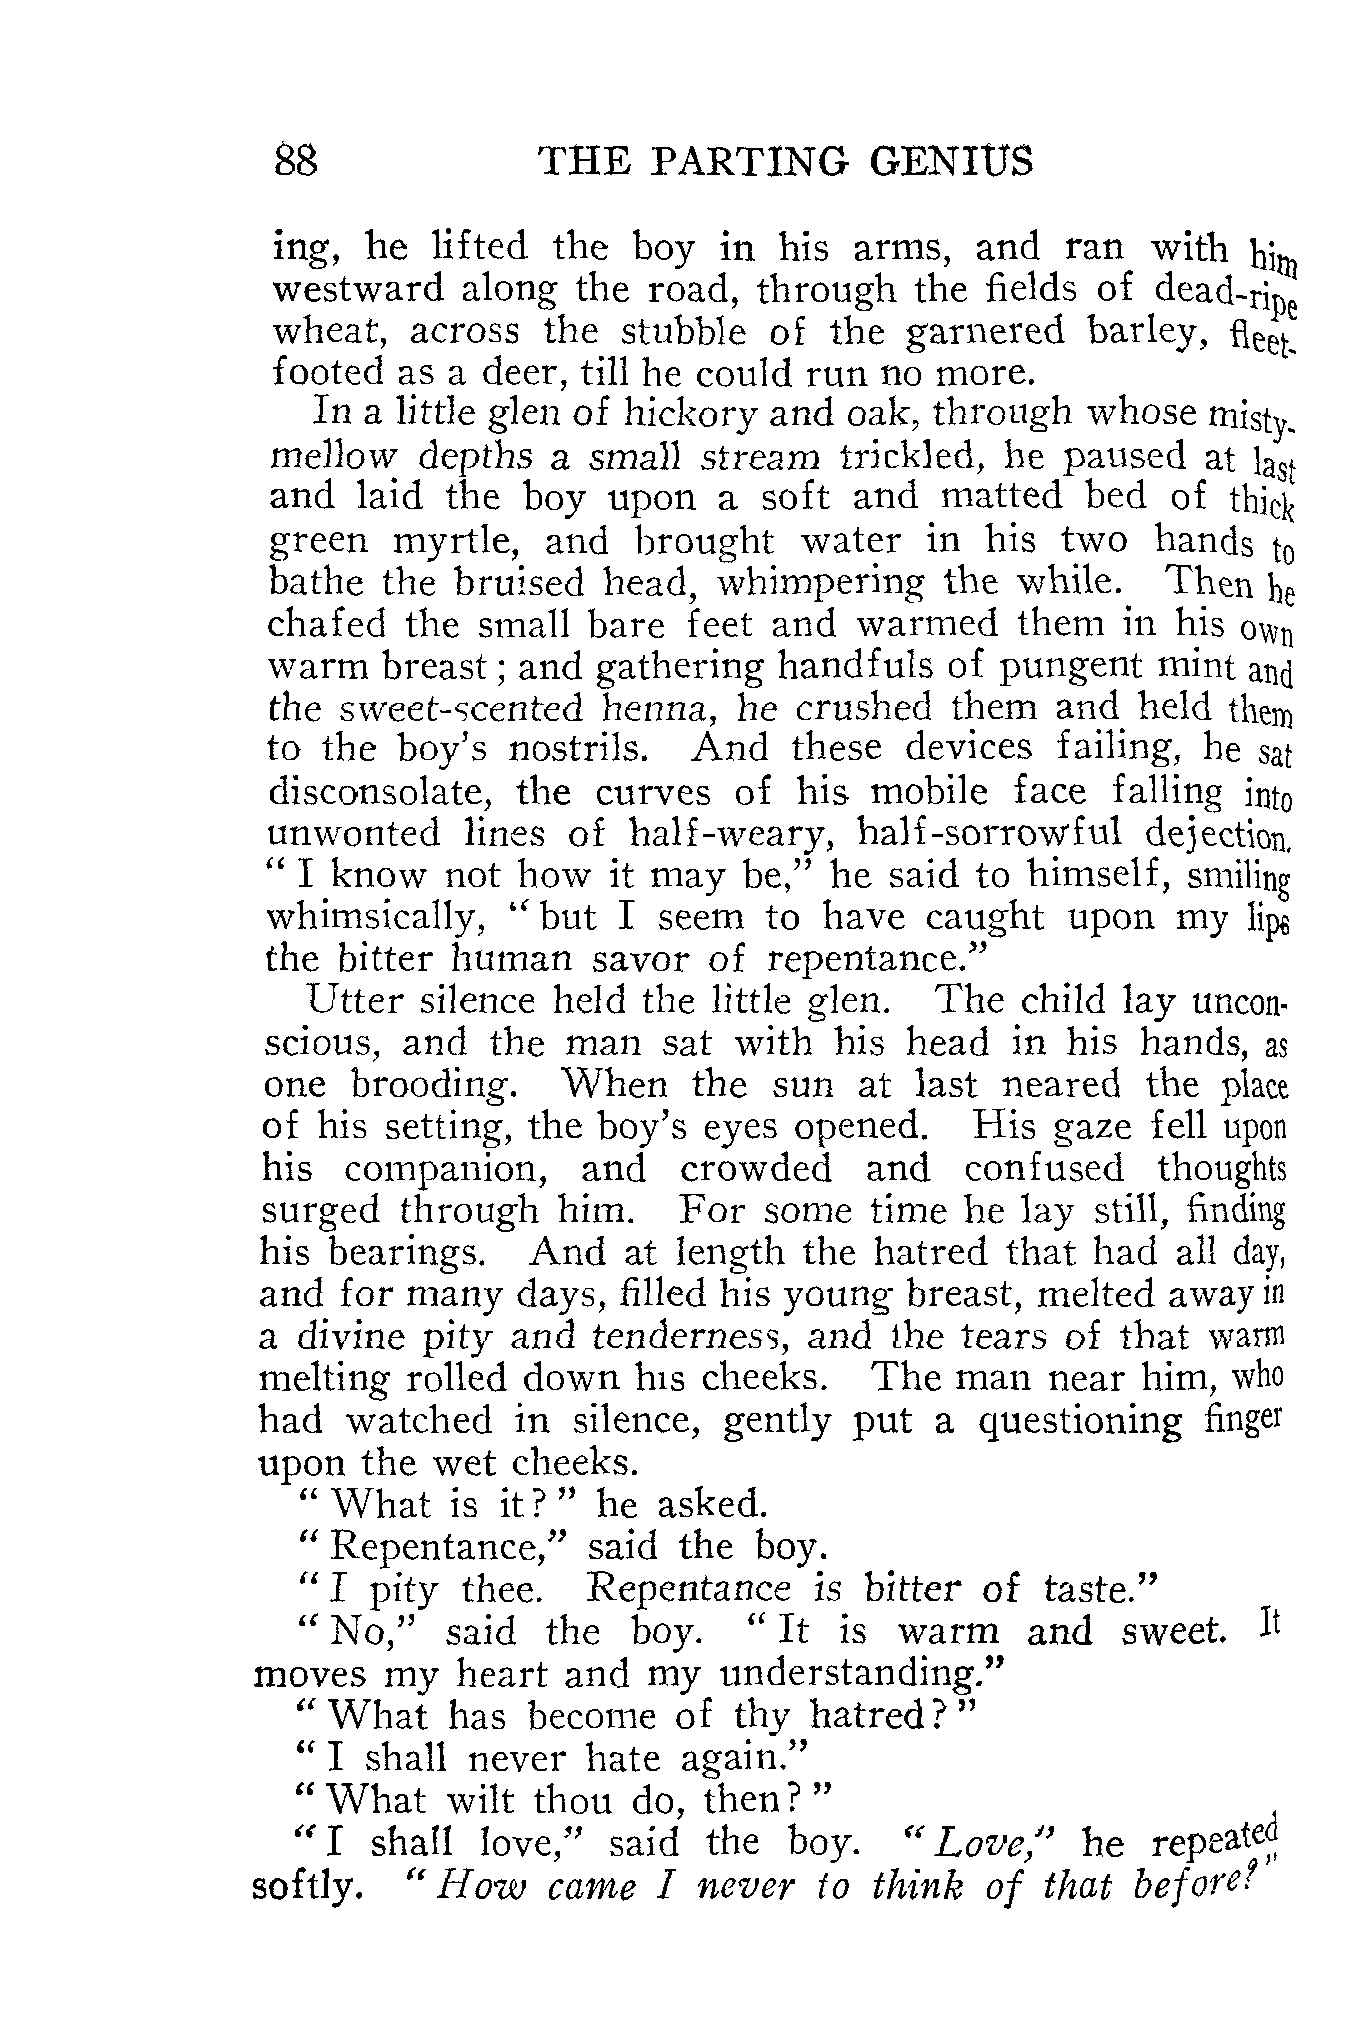 88 THE PARTING GENIUS
ing, he lifted the boy in his arms, and ran with him
westward along the road, through the fields of dead-ripe
wheat, across the stubble of the garnered barley, fleet-
footed as a deer, till he could run no more.
In a little glen of hickory and oak, through whose misty-
mellow depths a small stream trickled, he paused at last
and laid the boy upon a soft and matted bed of thick
green myrtle, and brought water in his two hands to
bathe the bruised head, whimpering the while. Then he
chafed the small bare feet and warmed them in his own
warm breast; and gathering handfuls of pungent mint and
the sweet-scented henna, he crushed them and held them
to the boy's nostrils. And these devices failing, he sat
disconsolate, the curves of his mobile face falling into
unwonted lines of half-weary, half-sorrowful dejection.
"I know not how it may be," he said to himself, smiling
whimsically, "but I seem to have caught upon my lips
the bitter human savor of repentance."
Utter silence held the little glen. The child lay uncon-
scious, and the man sat with his head in his hands, as
one brooding. When the sun at last neared the place
of his setting, the boy's eyes opened. His gaze fell upon
his companion, and crowded and confused thoughts
surged through him. For some time he lay still, finding
his bearings. And at length the hatred that had all day,
and for many days, filled his young breast, melted away in
a divine pity and tenderness, and the tears of that warm
melting rolled down his cheeks. The man near him, who
had watched in silence, gently put a questioning finger
upon the wet cheeks.
"What is it?" he asked.
"Repentance," said the boy.
"I pity thee. Repentance is bitter of taste."
"No," said the boy. "It is warm and sweet. It
moves my heart and my understanding."
"What has become of thy hatred?"
"I shall never hate again."
"What wilt thou do, then?"
"I shall love," said the boy. "Love," he repeated
softly. "How came I never to think of that before?"